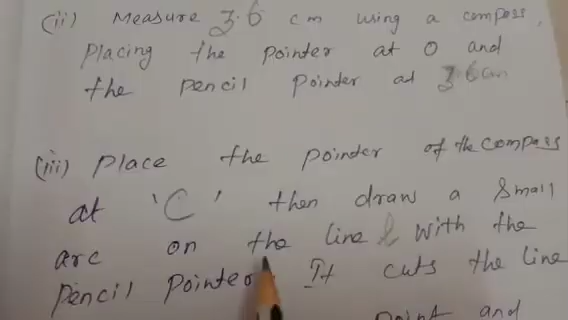 (ii) Measure 3.6 cm using a compass,
placing the pointer at 0 and
the pencil pointer at 3.6cm
(iii) Place the pointer of the compass
at 'C' then draw a small
arc on the line l with the
pencil pointer. It cuts the line
point and